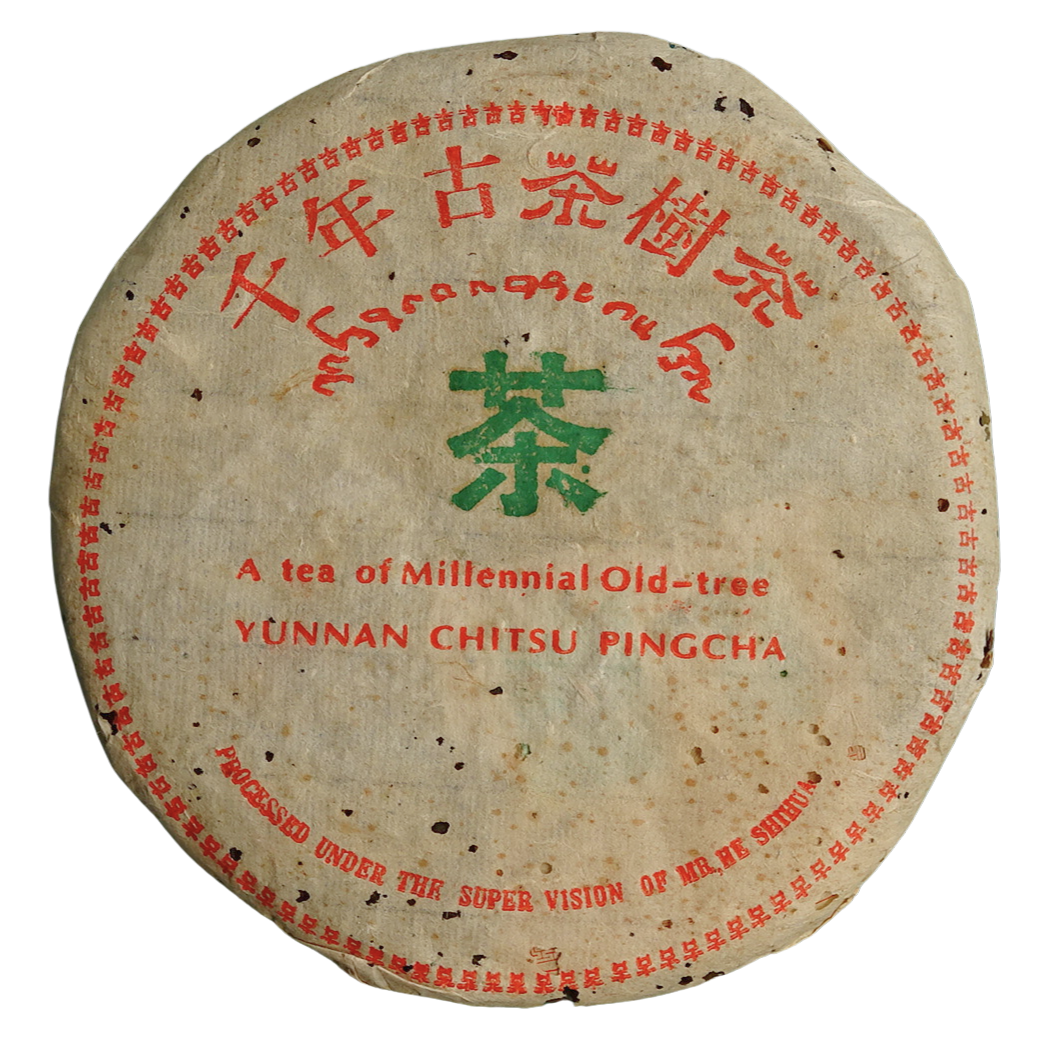 千年古茶樹茶
茶
A tea of Millennial Old-tree
YUNNAN CHITSU PINGCHA
PROCESSED UNDER THE SUPER VISION OF MR. HE SHIHUA